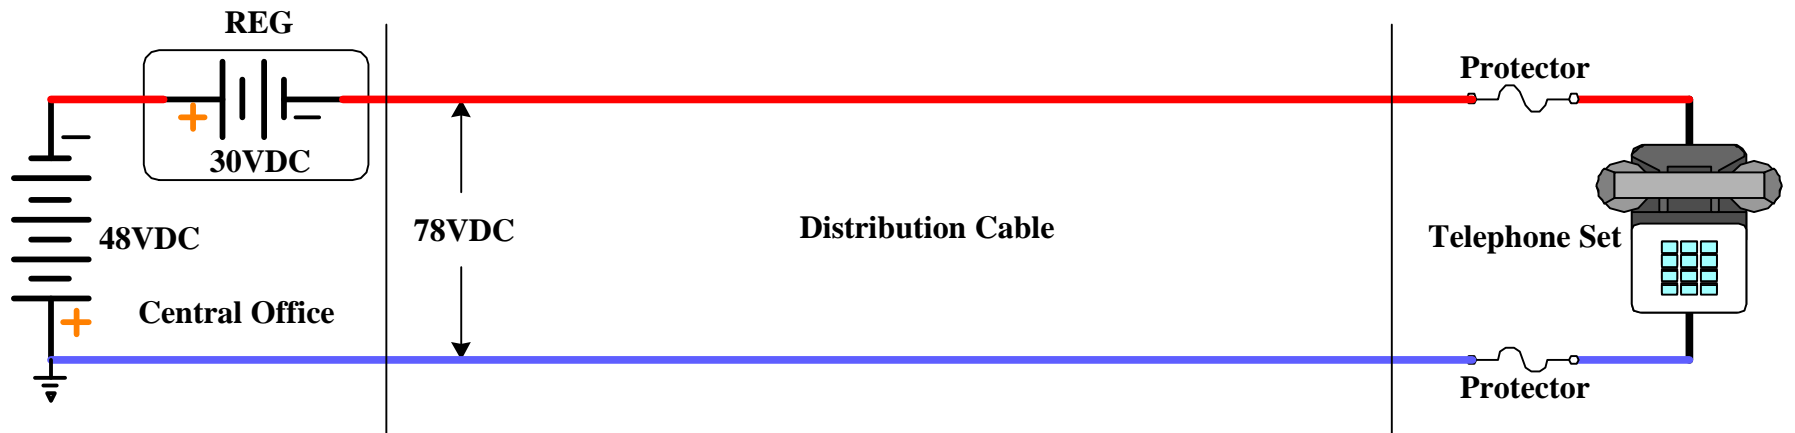 REG
Protector
30VDC
48VDC
78VDC
Distribution Cable
Telephone Set
Central Office
Protector